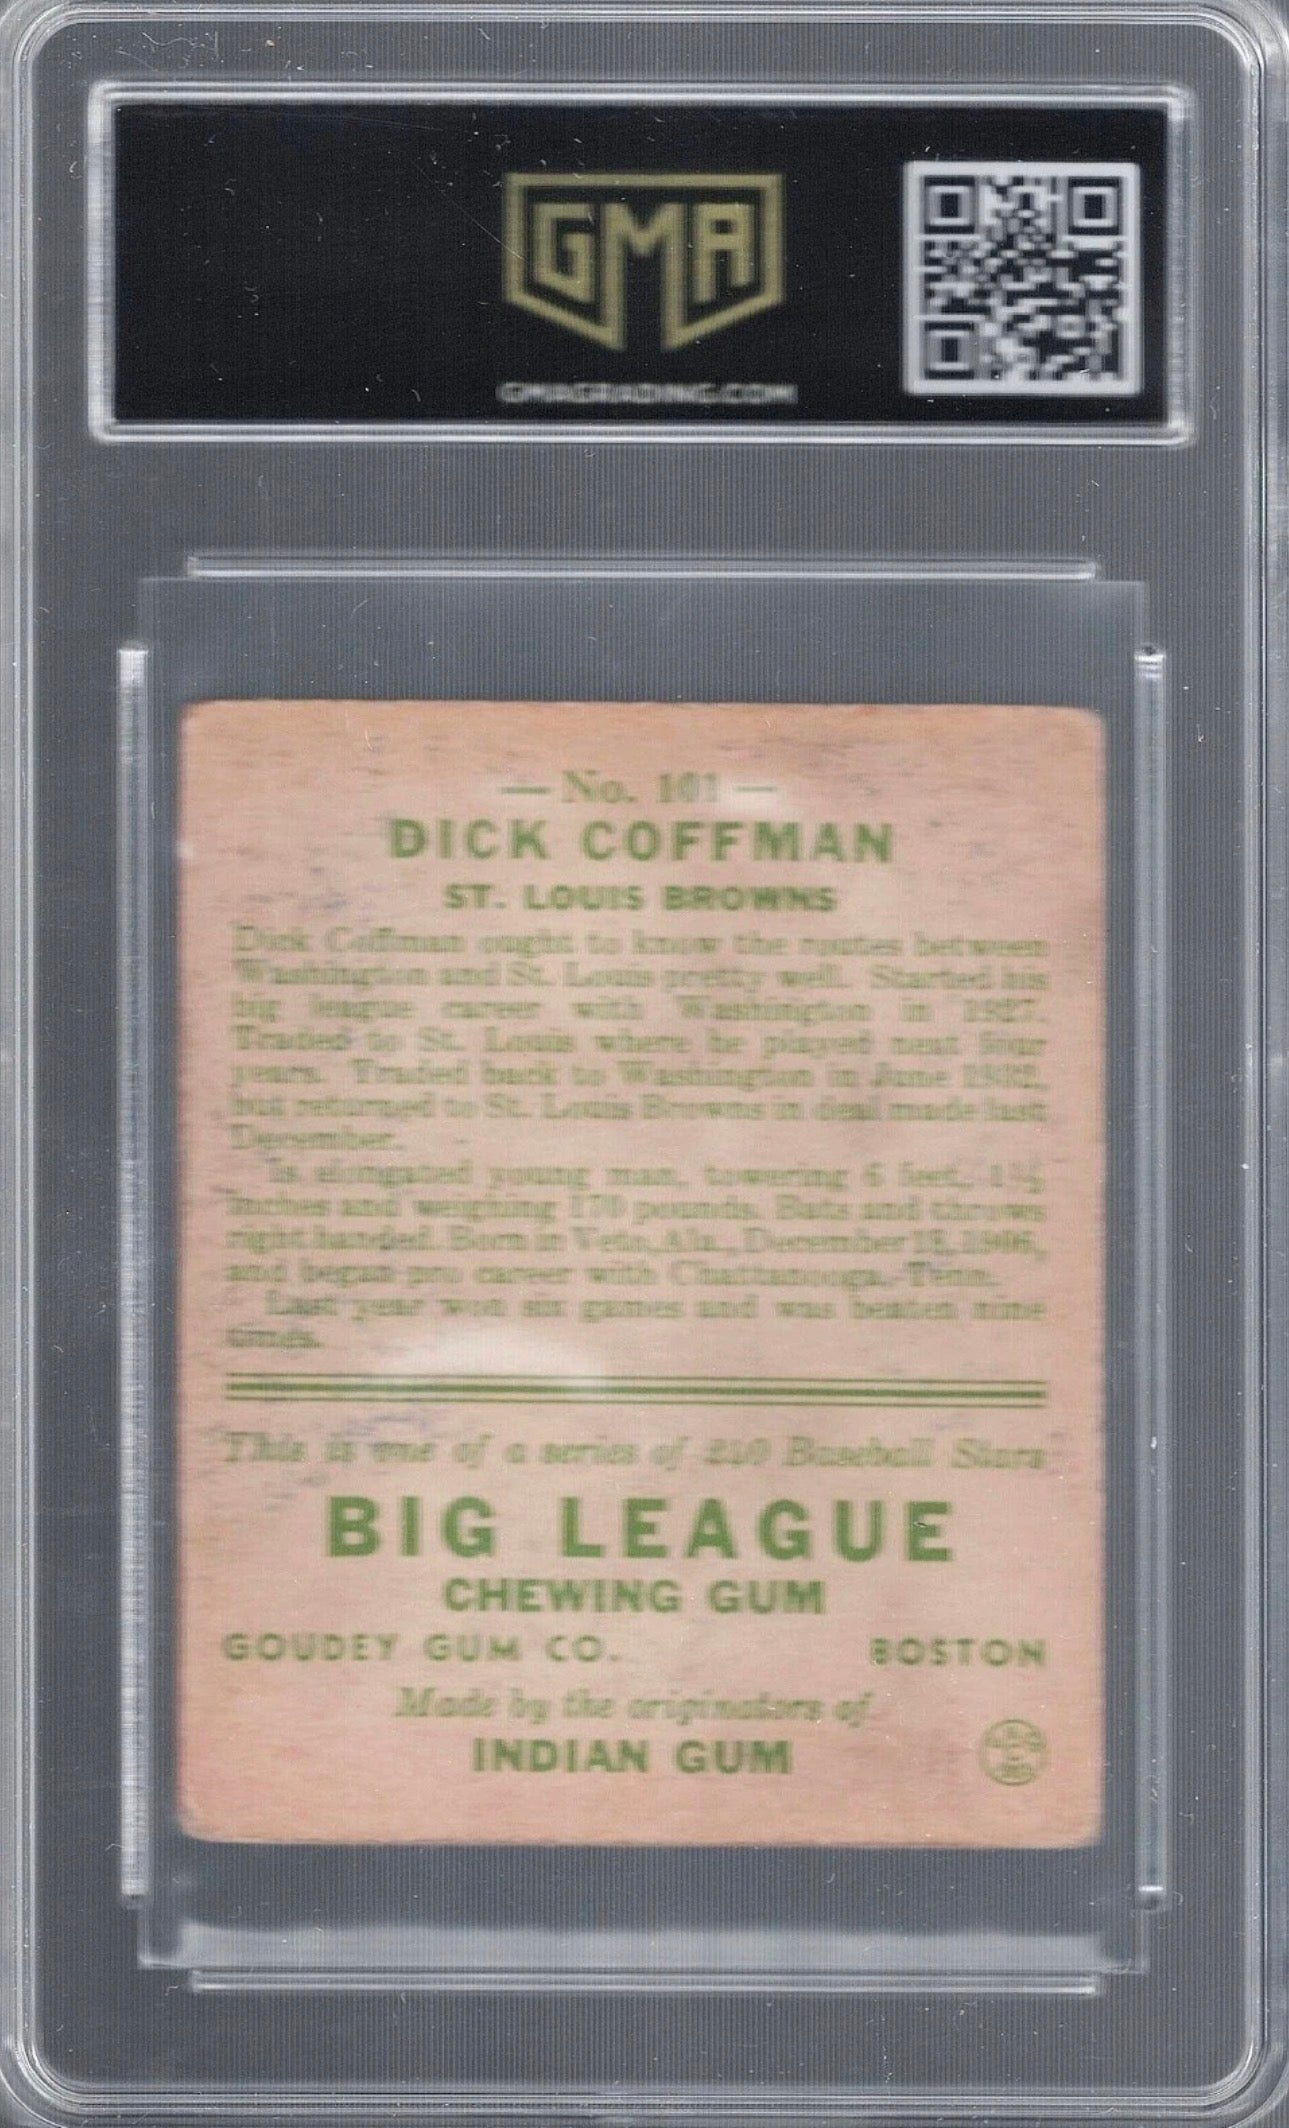 GMA
GMAGRADING.COM
— No. 101 —
DICK COFFMAN
ST. LOUIS BROWNS
Dick Coffman ought to know the routes between
Washington and St. Louis pretty well. Started his
big league career with Washington in 1927.
Traded to St. Louis where he played next four
years. Traded back to Washington in June 1932,
but returned to St. Louis Browns in deal made last
December.
Is elongated young man, towering 6 feet, 1½
inches and weighing 170 pounds. Bats and throws
right handed. Born in Veto, Ala., December 18, 1906,
and began pro career with Chattanooga, Tenn.
Last year won six games and was beaten nine
times.
This is one of a series of 240 Baseball Stars
BIG LEAGUE
CHEWING GUM
GOUDEY GUM CO. BOSTON
Made by the originators of
INDIAN GUM